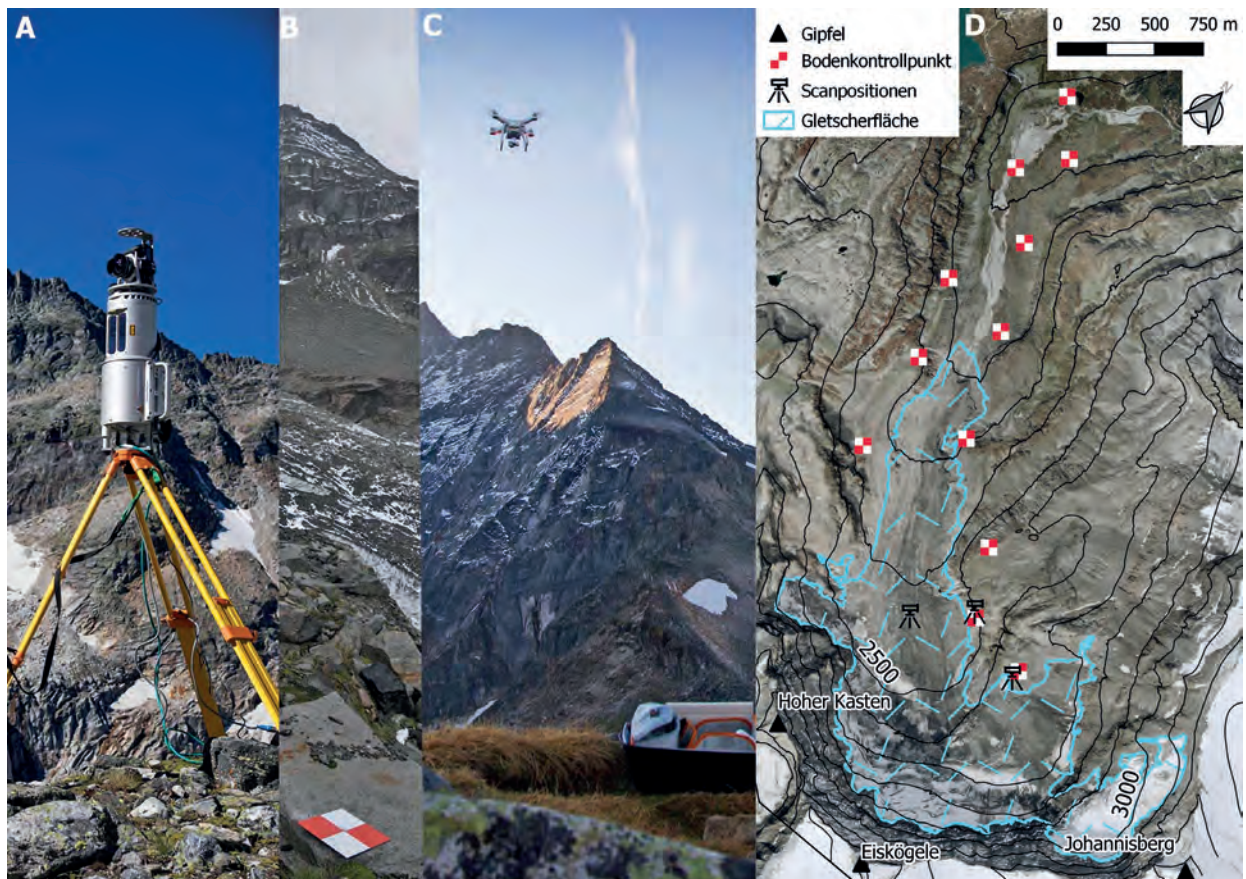 A
B
C
D
Gipfel
Bodenkontrollpunkt
Scanpositionen
Gletscherfläche
0 250 500 750 m
N
2500
Hoher Kasten
3000
Eiskögele
Johannisberg